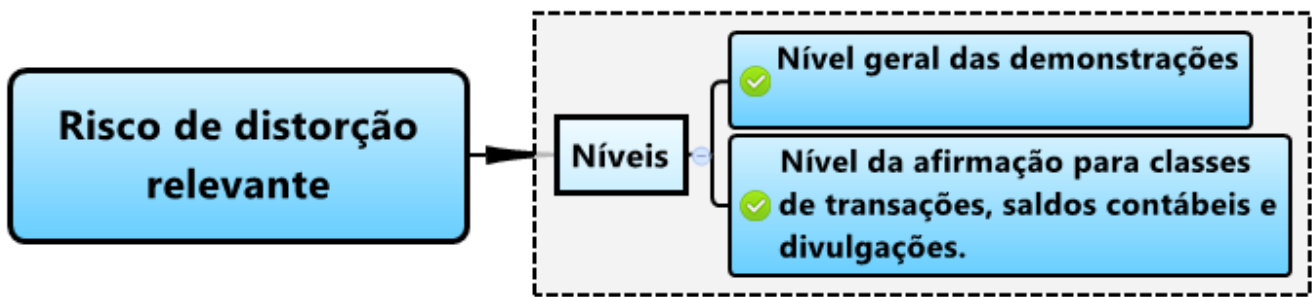 Risco de distorção
relevante
Níveis
Nível geral das demonstrações
Nível da afirmação para classes
de transações, saldos contábeis e
divulgações.